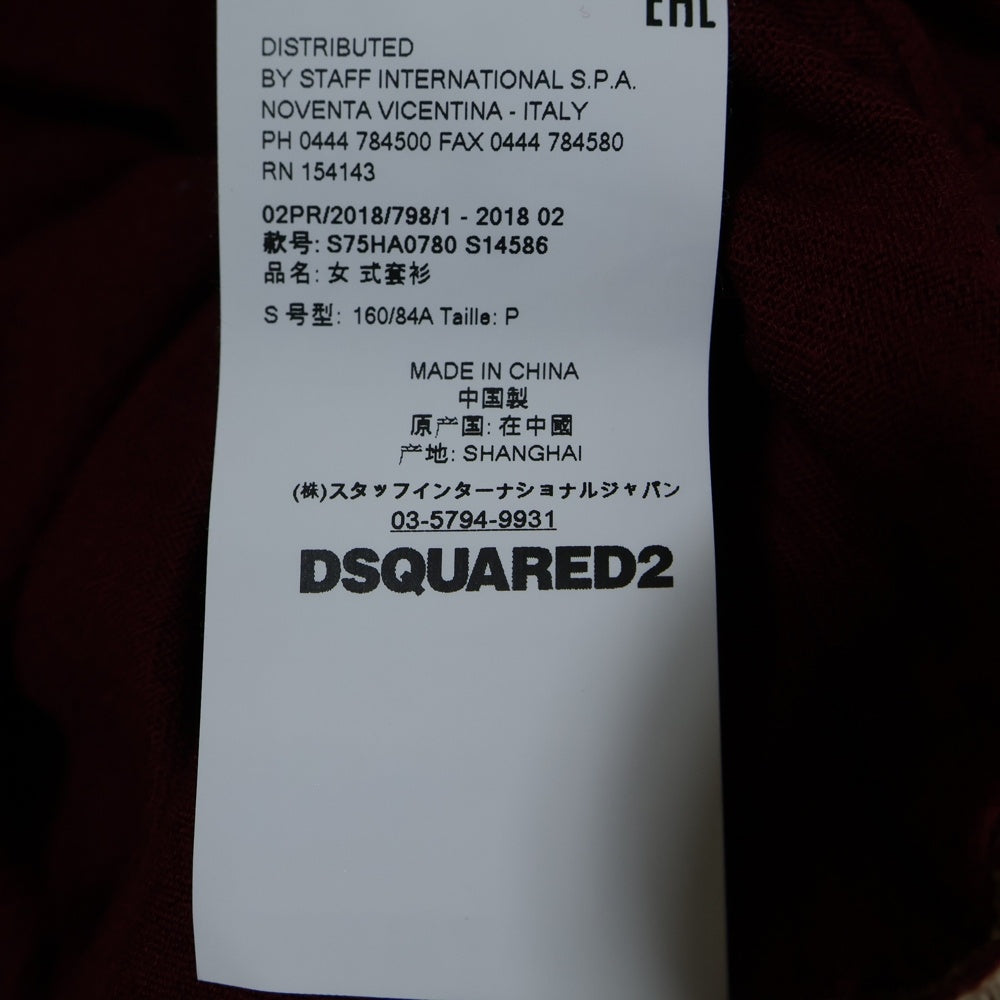 EAC
DISTRIBUTED
BY STAFF INTERNATIONAL S.P.A.
NOVENTA VICENTINA - ITALY
PH 0444 784500 FAX 0444 784580
RN 154143
02PR/2018/798/1 - 2018 02
款号: S75HA0780 S14586
品名: 女 式套衫
S 号型: 160/84A Taille: P
MADE IN CHINA
中国製
原产国: 在中國
产地: SHANGHAI
(株)スタッフインターナショナルジャパン
03-5794-9931
DSQUARED2